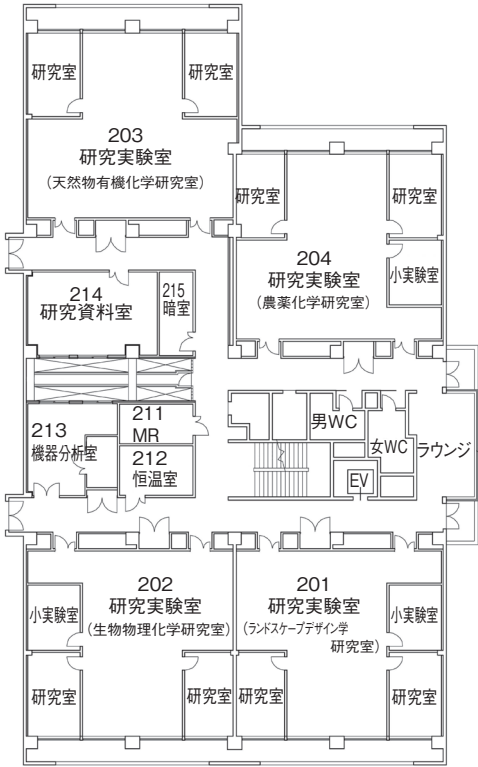 研究室
研究室
203
研究実験室
(天然物有機化学研究室)
研究室
研究室
204
研究実験室
(農薬化学研究室)
小実験室
214
研究資料室
215
暗室
211
MR
213
機器分析室
212
恒温室
男WC
女WC
ラウンジ
EV
202
研究実験室
(生物物理化学研究室)
小実験室
研究室
研究室
201
研究実験室
(ランドスケープデザイン学
研究室)
小実験室
研究室
研究室